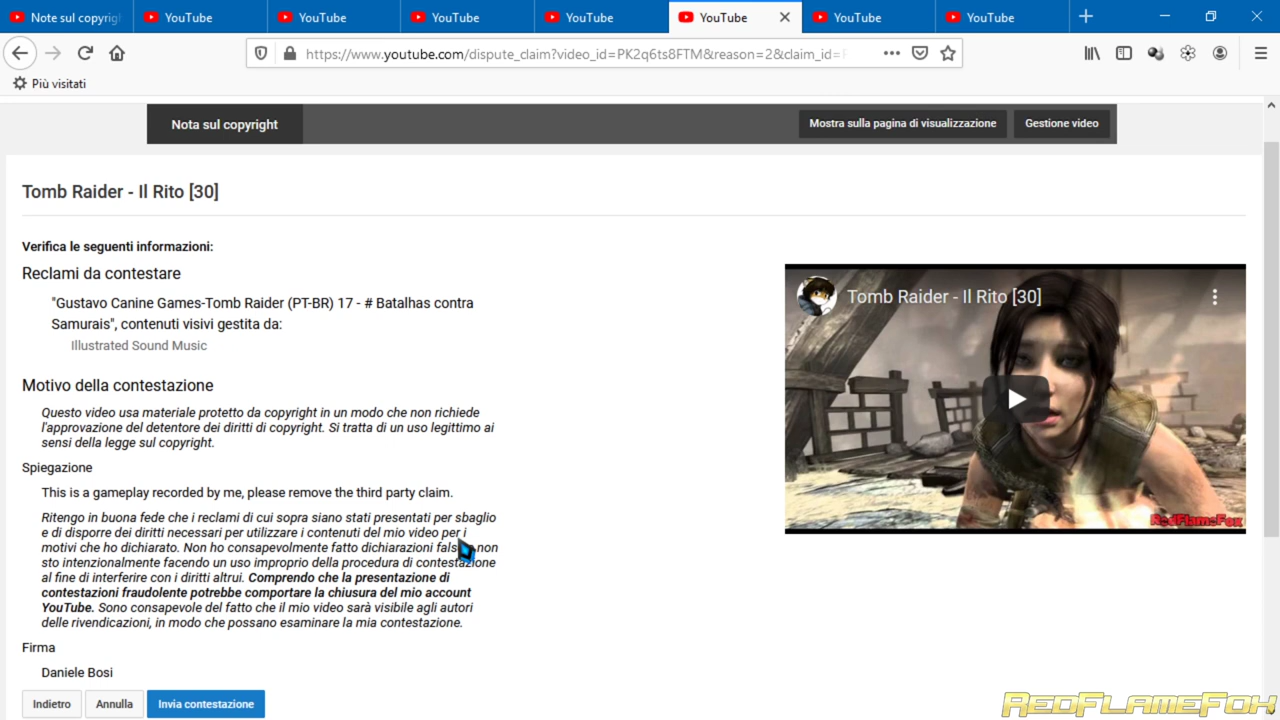 Note sul copyrig
YouTube
YouTube
YouTube
YouTube
YouTube
YouTube
YouTube
https://www.youtube.com/dispute_claim?video_id=PK2q6ts8FTM&reason=2&claim_id=
Più visitati
Nota sul copyright
Mostra sulla pagina di visualizzazione
Gestione video
Tomb Raider - Il Rito [30]
Verifica le seguenti informazioni:
Reclami da contestare
"Gustavo Canine Games-Tomb Raider (PT-BR) 17 - # Batalhas contra
Samurais", contenuti visivi gestita da:
Illustrated Sound Music
Tomb Raider - Il Rito [30]
RedFlameFox
Motivo della contestazione
Questo video usa materiale protetto da copyright in un modo che non richiede
l'approvazione del detentore dei diritti di copyright. Si tratta di un uso legittimo ai
sensi della legge sul copyright.
Spiegazione
This is a gameplay recorded by me, please remove the third party claim.
Ritengo in buona fede che i reclami di cui sopra siano stati presentati per sbaglio
e di disporre dei diritti necessari per utilizzare i contenuti del mio video per i
motivi che ho dichiarato. Non ho consapevolmente fatto dichiarazioni non
sto intenzionalmente facendo un uso improprio della procedura di contestazione
al fine di interferire con i diritti altrui. Comprendo che la presentazione di
contestazioni fraudolente potrebbe comportare la chiusura del mio account
YouTube. Sono consapevole del fatto che il mio video sarà visibile agli autori
delle rivendicazioni, in modo che possano esaminare la mia contestazione.
Firma
Daniele Bosi
Indietro
Annulla
Invia contestazione
RedFlameFox